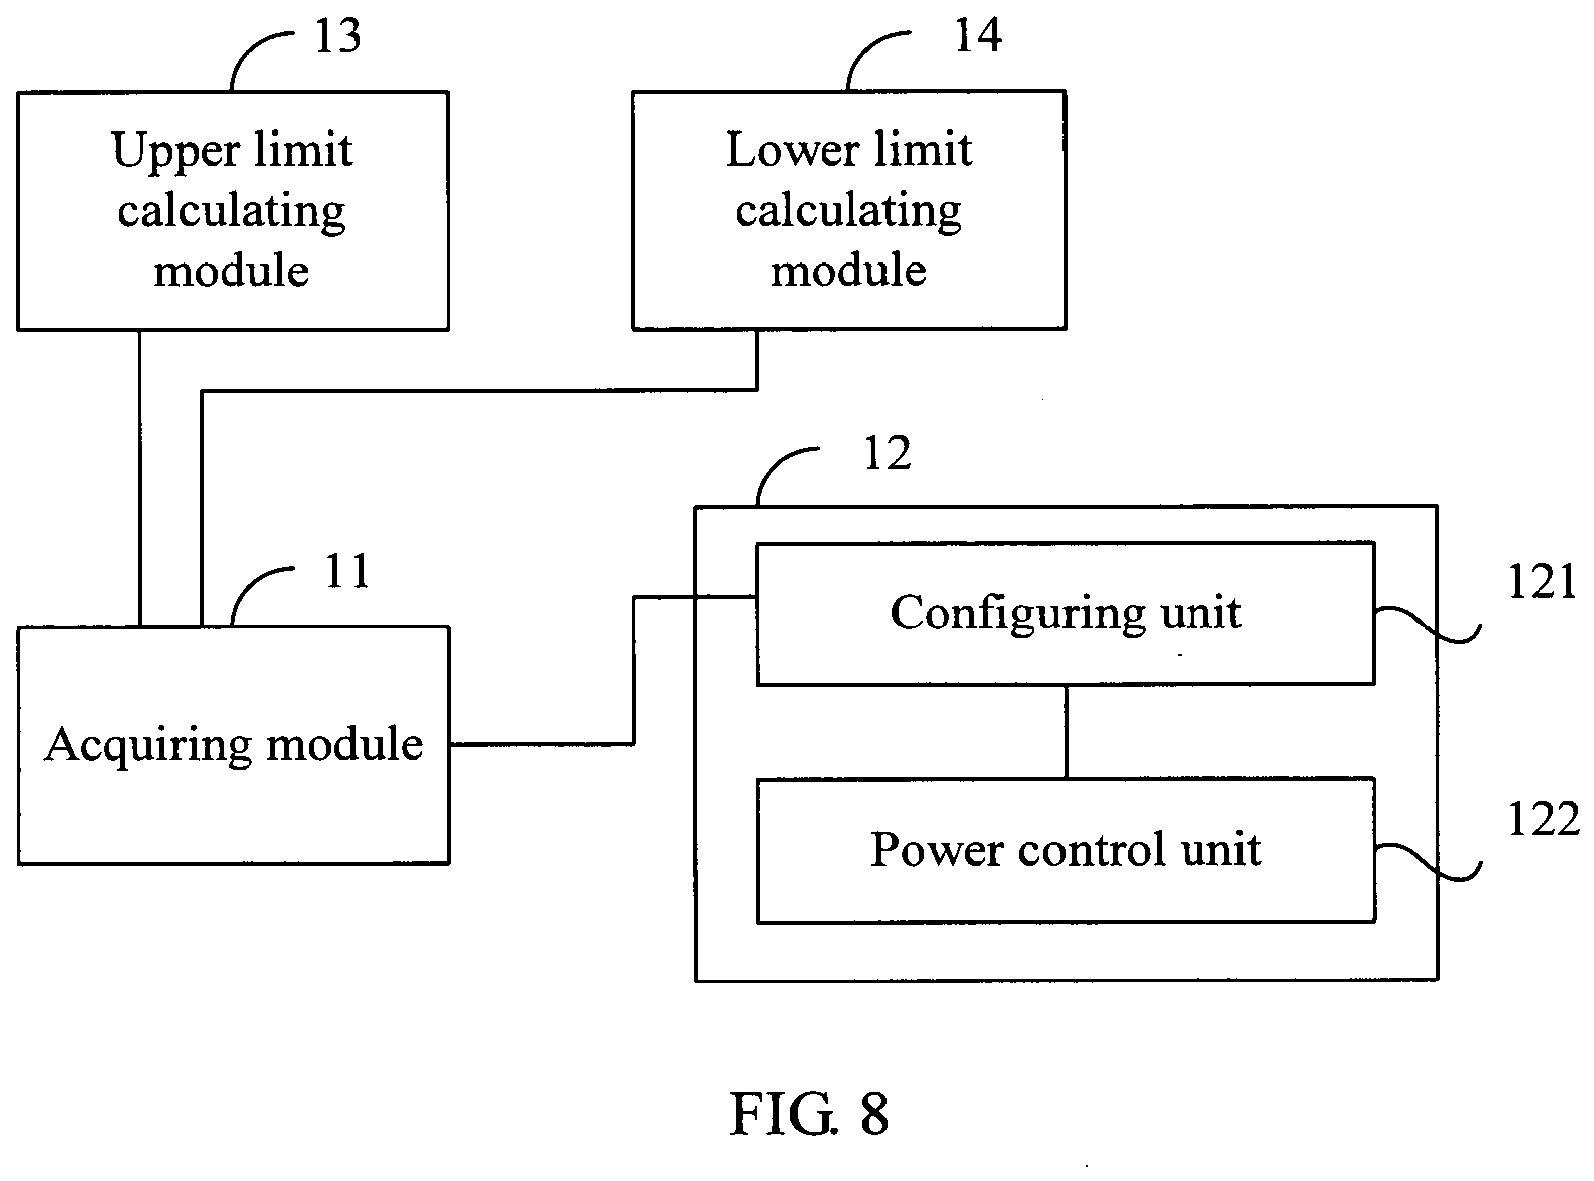 13
14
Upper limit
calculating
module
Lower limit
calculating
module
12
11
Configuring unit
121
Acquiring module
Power control unit
122
FIG. 8